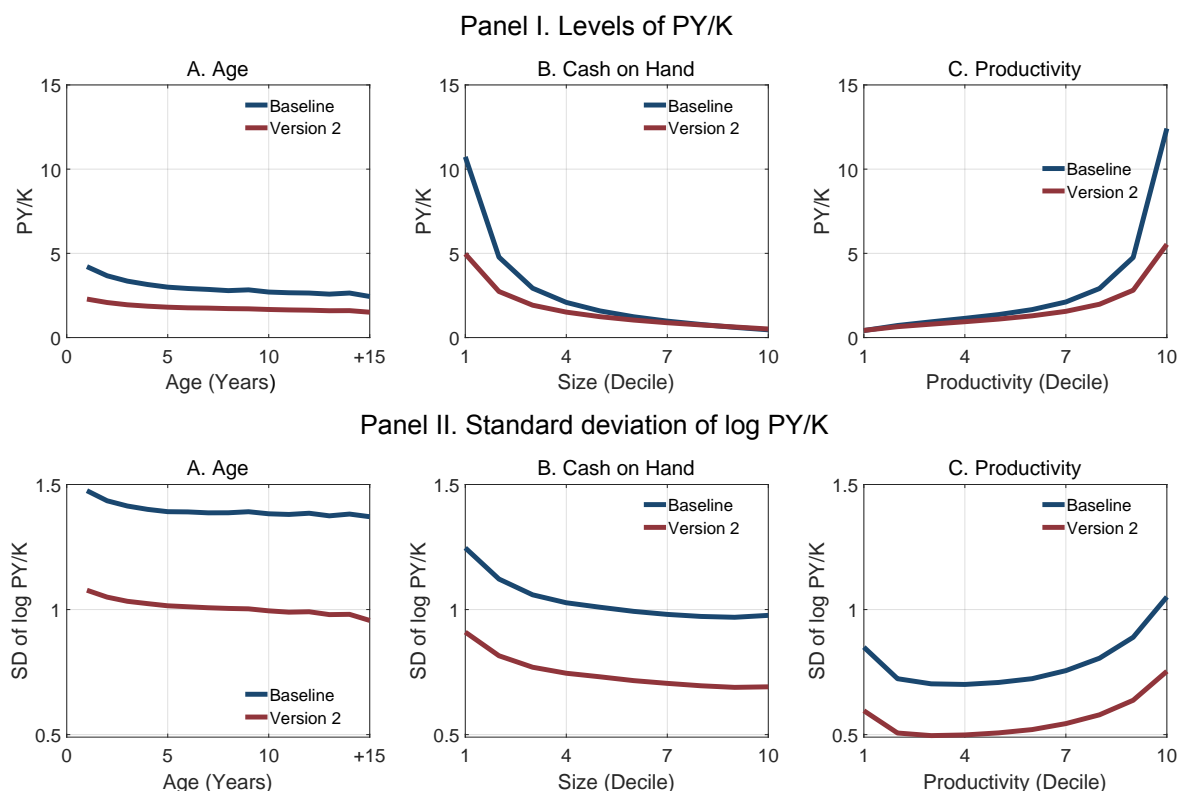 Panel I. Levels of PY/K
A. Age
15
10
5
0
PY/K
Baseline
Version 2
0 5 10 +15
Age (Years)
B. Cash on Hand
15
10
5
0
PY/K
Baseline
Version 2
1 4 7 10
Size (Decile)
C. Productivity
15
10
5
0
PY/K
Baseline
Version 2
1 4 7 10
Productivity (Decile)
Panel II. Standard deviation of log PY/K
A. Age
1.5
1
0.5
SD of log PY/K
Baseline
Version 2
0 5 10 +15
Age (Years)
B. Cash on Hand
1.5
1
0.5
SD of log PY/K
Baseline
Version 2
1 4 7 10
Size (Decile)
C. Productivity
1.5
1
0.5
SD of log PY/K
Baseline
Version 2
1 4 7 10
Productivity (Decile)